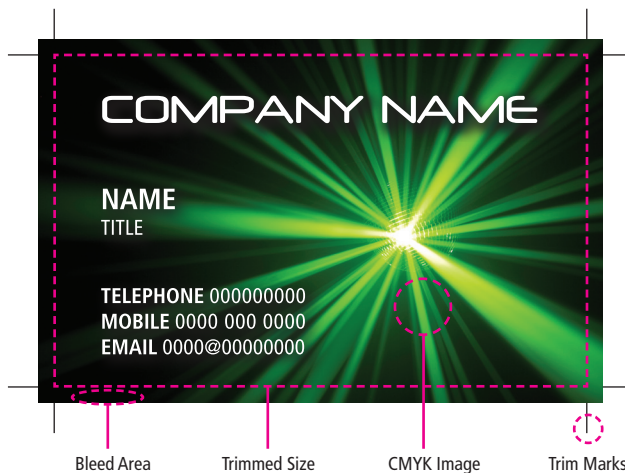 COMPANY NAME
NAME
TITLE
TELEPHONE 000000000
MOBILE 0000 000 0000
EMAIL 0000@00000000
Bleed Area Trimmed Size CMYK Image Trim Marks